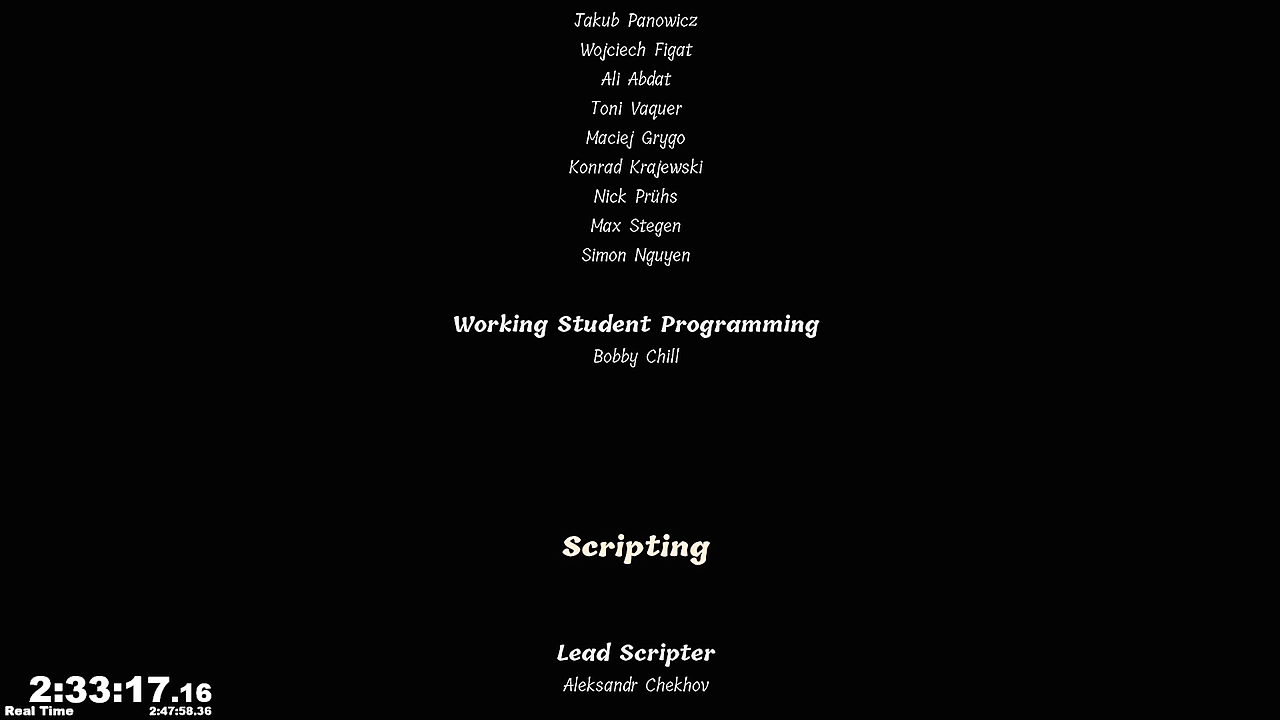 Jakub Panowicz
Wojciech Figat
Ali Abdat
Toni Vaquer
Maciej Grygo
Konrad Krajewski
Nick Prühs
Max Stegen
Simon Nguyen
Working Student Programming
Bobby Chill
Scripting
Lead Scripter
Aleksandr Chekhov
2:33:17.16
Real Time 2:47:58.36